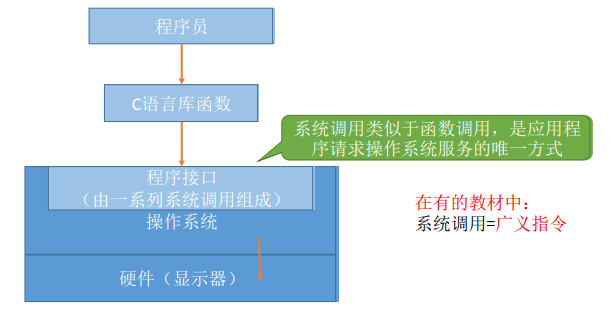 程序员
C语言库函数
系统调用类似于函数调用，是应用程
序请求操作系统服务的唯一方式
程序接口
（由一系列系统调用组成）
操作系统
在有的教材中：
系统调用=广义指令
硬件（显示器）